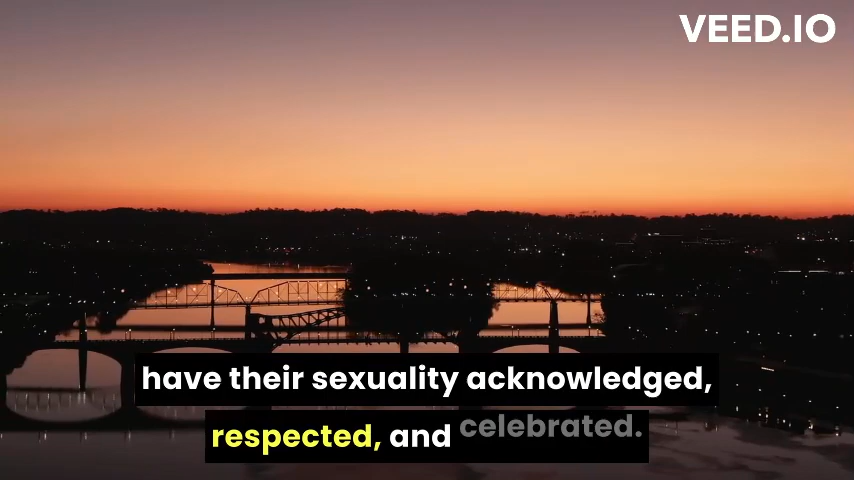 VEED.IO
have their sexuality acknowledged,
respected, and celebrated.